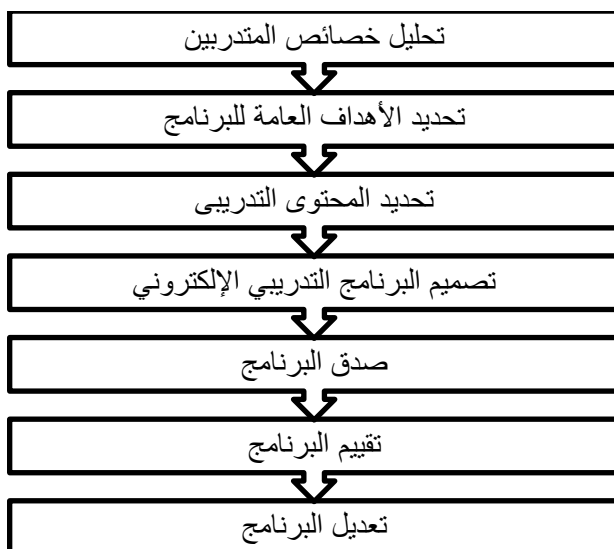 تحليل خصائص المتدربين
تحديد الأهداف العامة للبرنامج
تحديد المحتوى التدريبى
تصميم البرنامج التدريبي الإلكتروني
صدق البرنامج
تقييم البرنامج
تعديل البرنامج